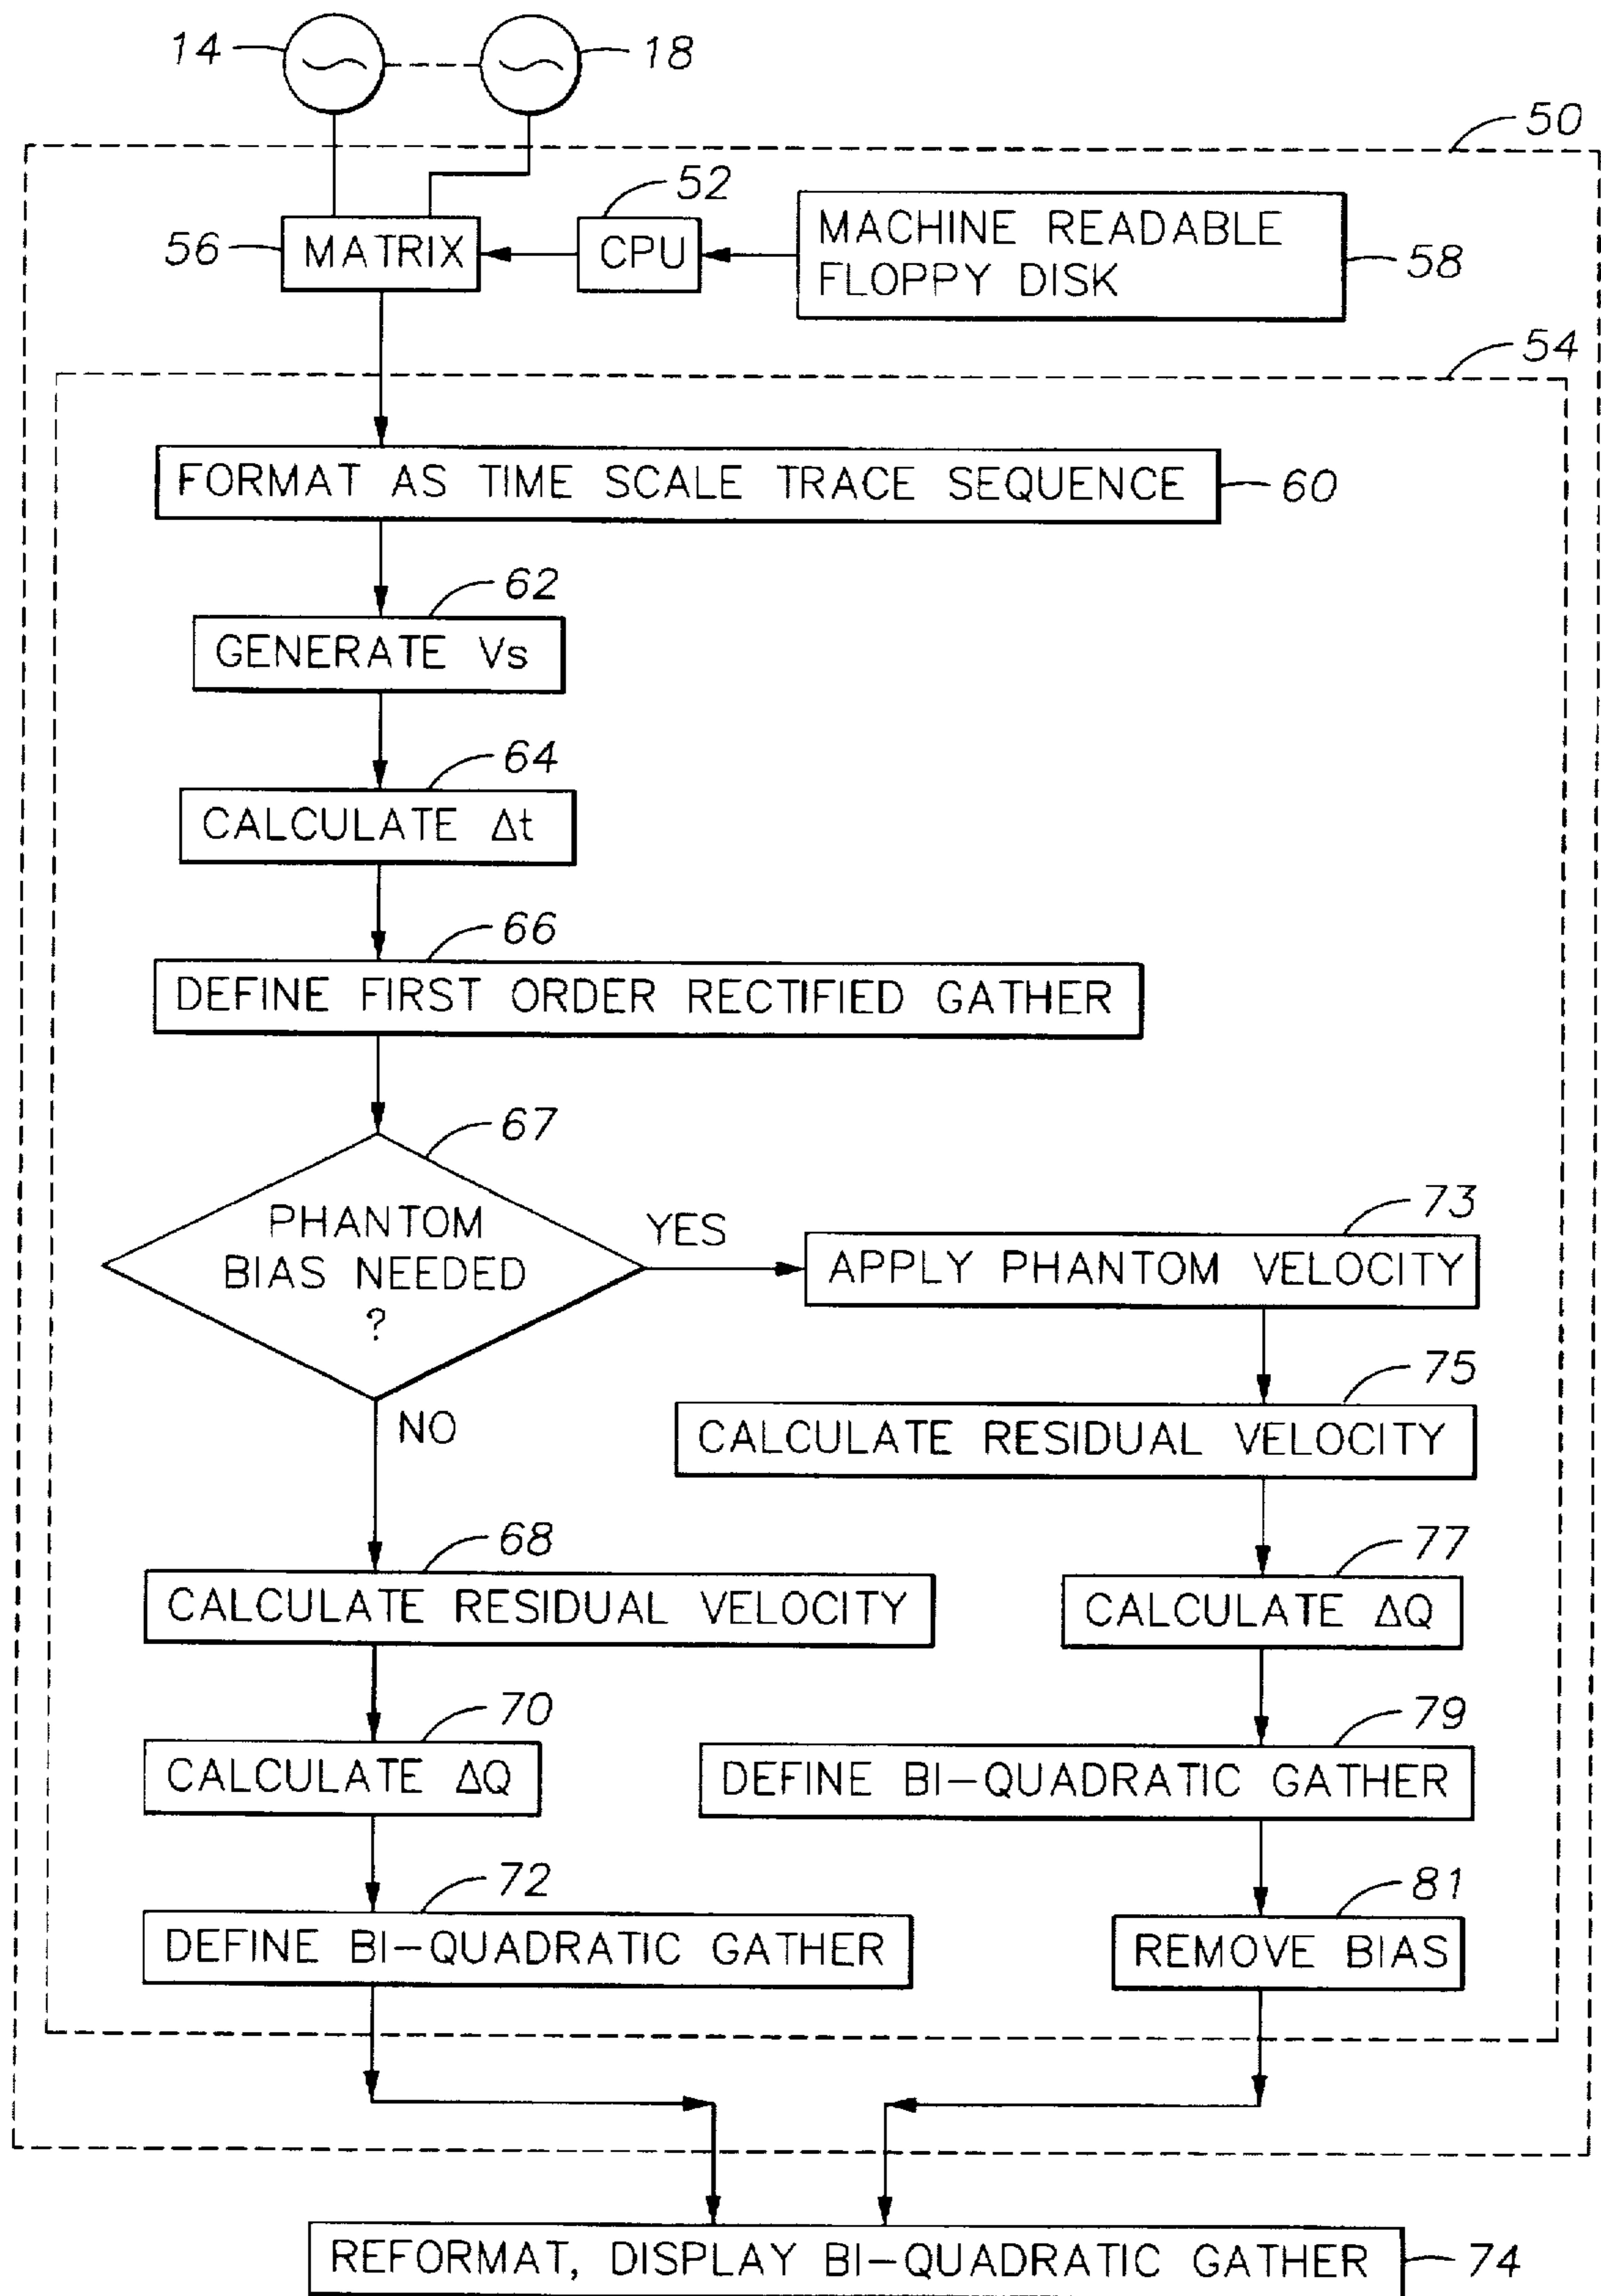 14
18
50
52
56
MATRIX
CPU
MACHINE READABLE
FLOPPY DISK
58
54
FORMAT AS TIME SCALE TRACE SEQUENCE
60
62
GENERATE Vs
64
CALCULATE Δt
66
DEFINE FIRST ORDER RECTIFIED GATHER
67
PHANTOM
BIAS NEEDED
?
YES
NO
73
APPLY PHANTOM VELOCITY
75
CALCULATE RESIDUAL VELOCITY
68
CALCULATE RESIDUAL VELOCITY
77
CALCULATE ΔQ
70
CALCULATE ΔQ
79
DEFINE BI-QUADRATIC GATHER
72
DEFINE BI-QUADRATIC GATHER
81
REMOVE BIAS
REFORMAT, DISPLAY BI-QUADRATIC GATHER
74